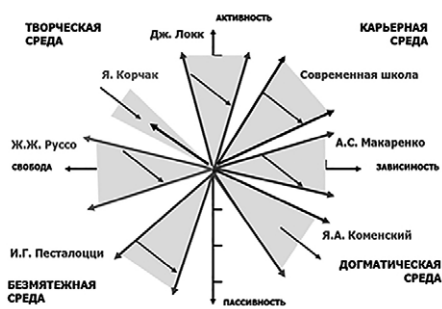 ТВОРЧЕСКАЯ
СРЕДА
АКТИВНОСТЬ
КАРЬЕРНАЯ
СРЕДА
Дж. Локк
Я. Корчак
Современная школа
Ж.Ж. Руссо
А.С. Макаренко
СВОБОДА
ЗАВИСИМОСТЬ
Я.А. Коменский
И.Г. Песталоцци
ДОГМАТИЧЕСКАЯ
СРЕДА
БЕЗМЯТЕЖНАЯ
СРЕДА
ПАССИВНОСТЬ